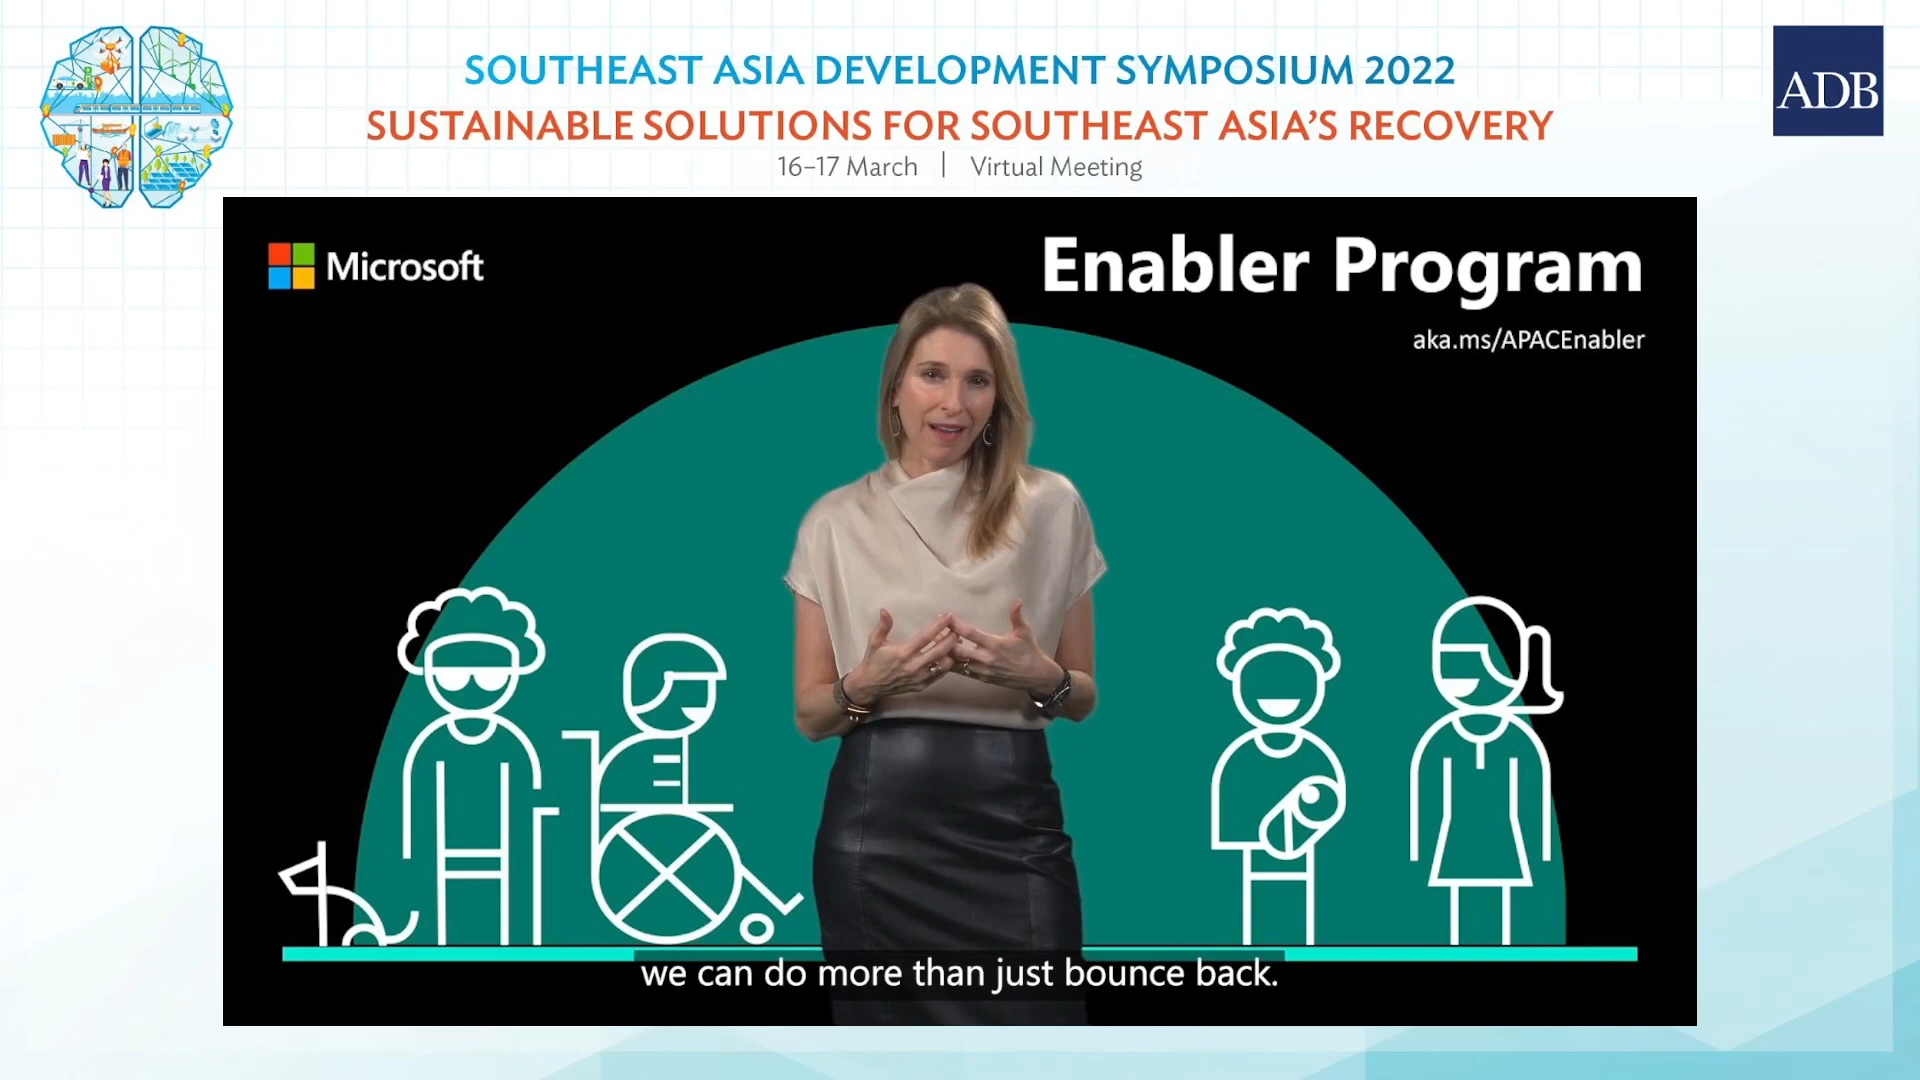 SOUTHEAST ASIA DEVELOPMENT SYMPOSIUM 2022
SUSTAINABLE SOLUTIONS FOR SOUTHEAST ASIA'S RECOVERY
16–17 March | Virtual Meeting
ADB
Microsoft
Enabler Program
aka.ms/APACEnabler
we can do more than just bounce back.